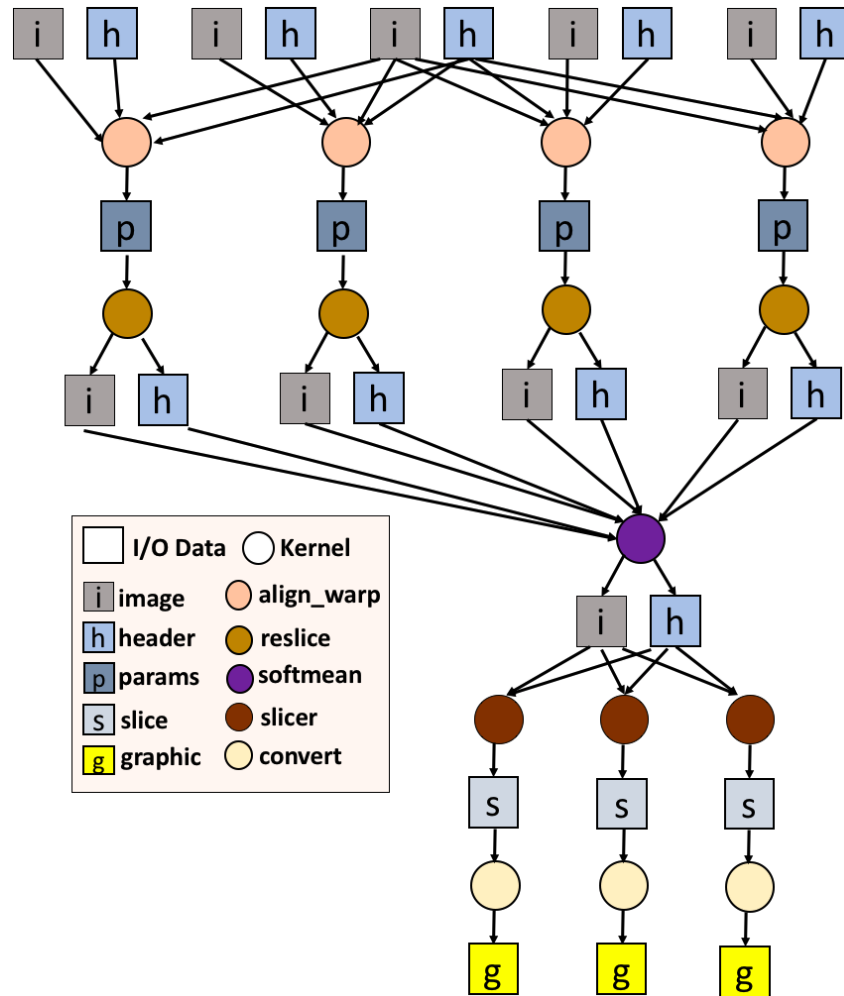 i h i h i h i h i h
p p p p
i h i h i h i h
I/O Data Kernel
i image align_warp
h header reslice
p params softmean
s slice slicer
g graphic convert
i h
s s s
g g g